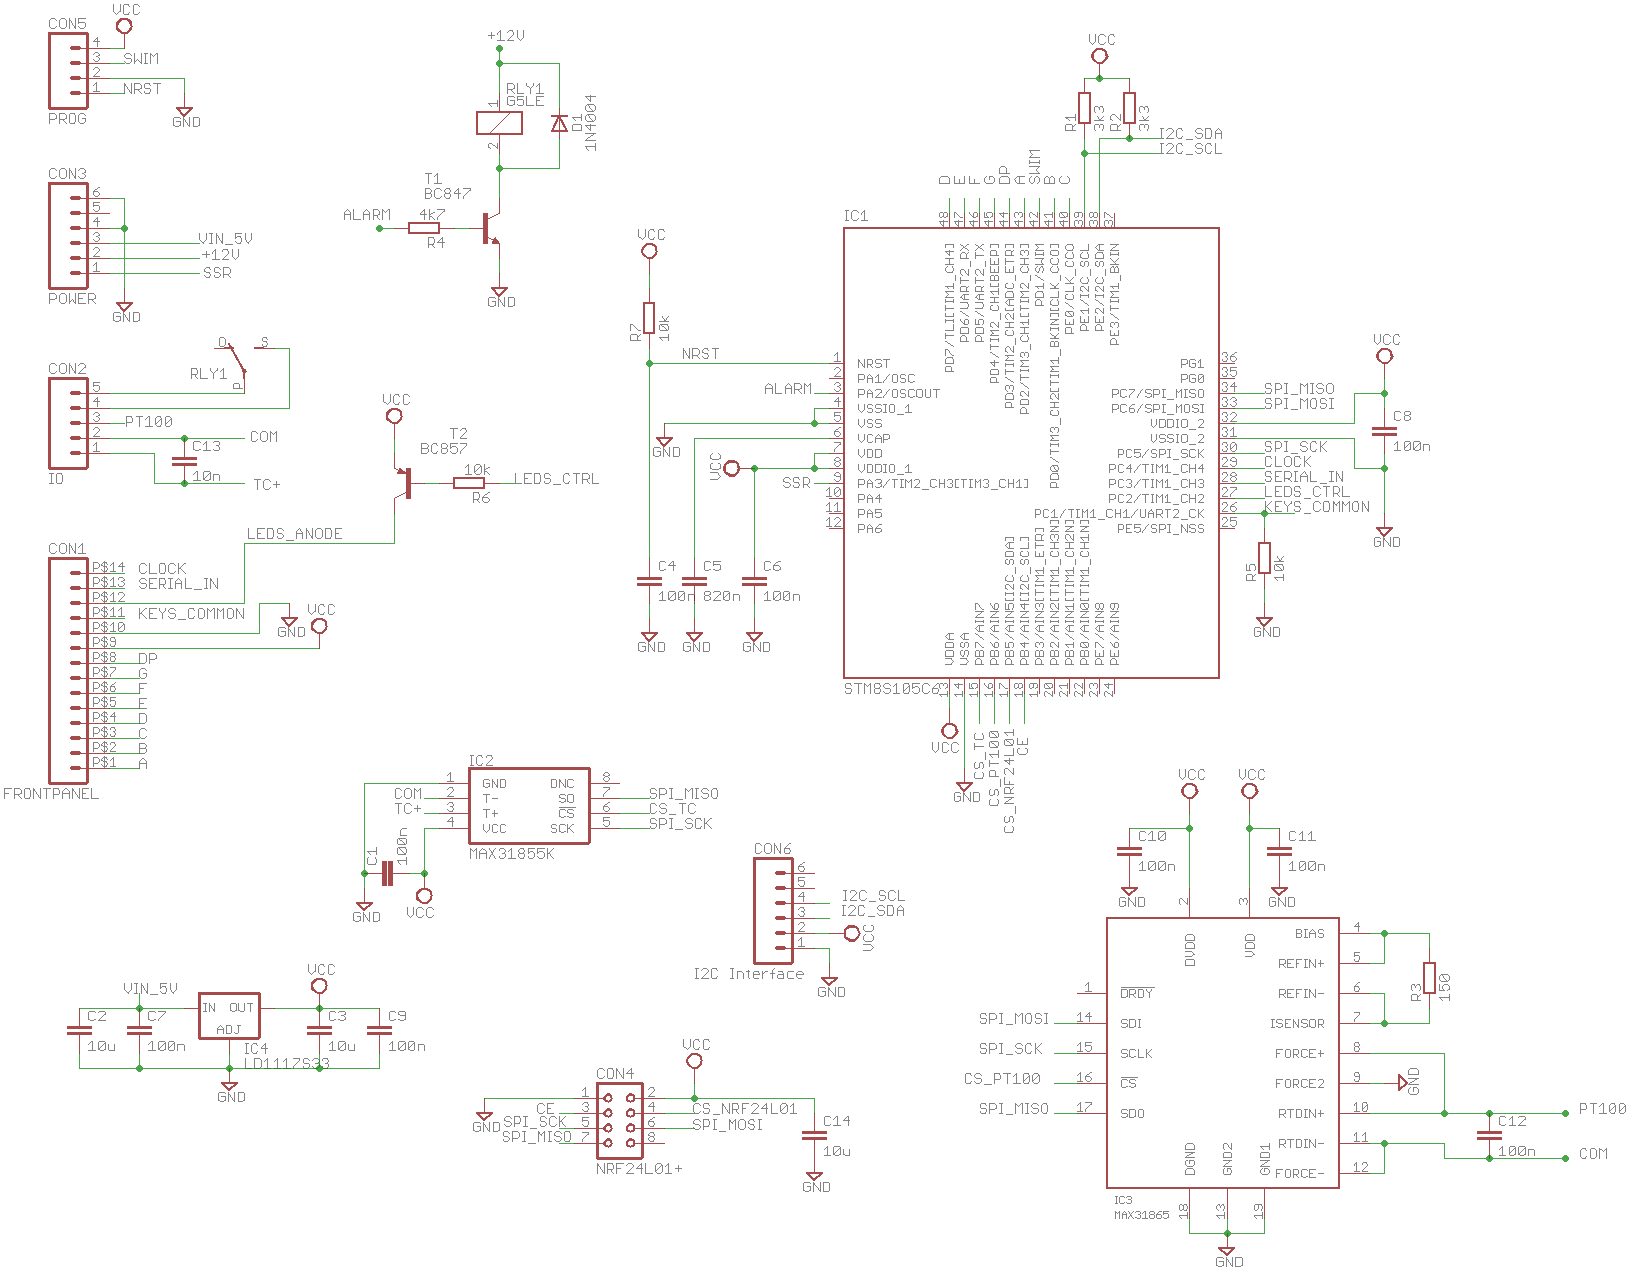 CON5
VCC
4
3 SWIM
2
1 NRST
GND
PROG
CON3
6
5
4
3 VIN_5V
2 +12V
1 SSR
POWER
GND
O S
RLY1
P
CON2
5
4
3 PT100
2 COM
1
C13
10n
TC+
IO
VCC
T2
BC857
10k
R6
LEDS_CTRL
LEDS_ANODE
CON1
P$14 CLOCK
P$13 SERIAL_IN
P$12
P$11 KEYS_COMMON
P$10
GND
VCC
P$9
P$8 DP
P$7 G
P$6 F
P$5 E
P$4 D
P$3 C
P$2 B
P$1 A
FRONTPANEL
+12V
RLY1
G5LE
1
2
D1
1N4004
T1
BC847
ALARM
4k7
R4
GND
VCC
R7
10k
NRST
ALARM
GND
VCC
SSR
C4
100n
C5
820n
C6
100n
GND
GND
GND
VCC
R1
3k3
R2
3k3
I2C_SDA
I2C_SCL
D
E
F
G
DP
A
SWIM
B
C
IC1
48
47
46
45
44
43
42
41
40
39
38
37
PD7/TLI[TIM1_CH4]
PD6/UART2_RX
PD5/UART2_TX
PD4/TIM2_CH1[BEEP]
PD3/TIM2_CH2[ADC_ETR]
PD2/TIM3_CH1[TIM2_CH3]
PD1/SWIM
PD0/TIM3_CH2[TIM1_BKIN][CLK_CCO]
PE0/CLK_CCO
PE1/I2C_SCL
PE2/I2C_SDA
PE3/TIM1_BKIN
1 NRST
2 PA1/OSC
3 PA2/OSCOUT
4 VSSIO_1
5 VSS
6 VCAP
7 VDD
8 VDDIO_1
9 PA3/TIM2_CH3[TIM3_CH1]
10 PA4
11 PA5
12 PA6
PG1 36
PG0 35
PC7/SPI_MISO 34 SPI_MISO
PC6/SPI_MOSI 33 SPI_MOSI
VDDIO_2 32
VSSIO_2 31
PC5/SPI_SCK 30 SPI_SCK
PC4/TIM1_CH4 29 CLOCK
PC3/TIM1_CH3 28 SERIAL_IN
PC2/TIM1_CH2 27 LEDS_CTRL
PC1/TIM1_CH1/UART2_CK 26 KEYS_COMMON
PE5/SPI_NSS 25
VCC
C8
100n
GND
R5
10k
GND
VDDA
VSSA
PB7/AIN7
PB6/AIN6
PB5/AIN5[I2C_SDA]
PB4/AIN4[I2C_SCL]
PB3/AIN3[TIM1_ETR]
PB2/AIN2[TIM1_CH3N]
PB1/AIN1[TIM1_CH2N]
PB0/AIN0[TIM1_CH1N]
PE7/AIN8
PE6/AIN9
STM8S105C6
13
14
15
16
17
18
19
20
21
22
23
24
VCC
GND
CS_TC
CS_PT100
CS_NRF24L01
CE
IC2
1 GND DNC 8
COM 2 T- SO 7 SPI_MISO
TC+ 3 T+ CS 6 CS_TC
4 VCC SCK 5 SPI_SCK
MAX31855K
C1
100n
GND
VCC
CON6
6
5
4 I2C_SCL
3 I2C_SDA
2 VCC
1
I2C Interface
GND
VIN_5V
VCC
IN OUT
ADJ
C2
10u
C7
100n
IC4
LD1117S33
C3
10u
C9
100n
GND
VCC
CON4
1 2
CE 3 4 CS_NRF24L01
SPI_SCK 5 6 SPI_MOSI
SPI_MISO 7 8
GND
NRF24L01+
C14
10u
GND
VCC
VCC
C10
100n
GND
C11
100n
GND
2
3
DVDD
VDD
BIAS 4
REFIN+ 5
REFIN- 6
ISENSOR 7
FORCE+ 8
FORCE2 9 GND
RTDIN+ 10
RTDIN- 11
FORCE- 12
1 DRDY
SPI_MOSI 14 SDI
SPI_SCK 15 SCLK
CS_PT100 16 CS
SPI_MISO 17 SDO
R3
150
PT100
C12
100n
COM
DGND
GND2
GND1
18
13
19
IC3
MAX31865
GND